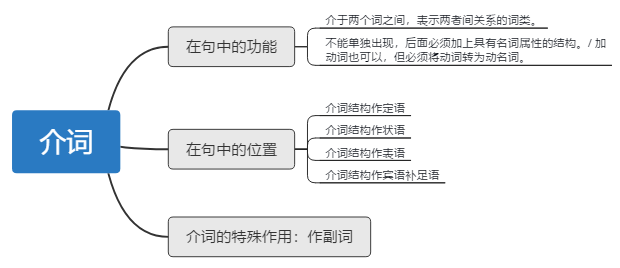 介词
在句中的功能
介于两个词之间，表示两者间关系的词类。
不能单独出现，后面必须加上具有名词属性的结构。/ 加
动词也可以，但必须将动词转为动名词。
在句中的位置
介词结构作定语
介词结构作状语
介词结构作表语
介词结构作宾语补足语
介词的特殊作用：作副词